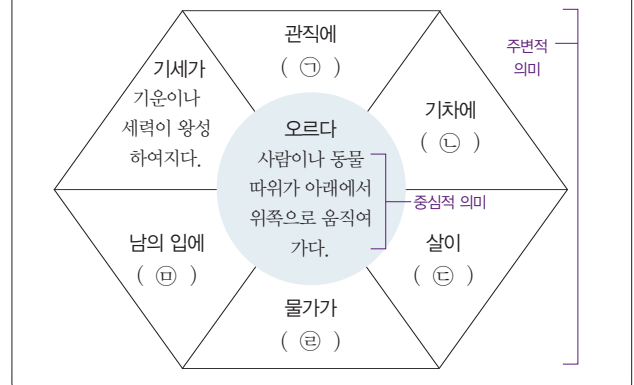 관직에
( ㉠ )
주변적
의미
기세가
기운이나
세력이 왕성
하여지다.
기차에
( ㉡ )
오르다
사람이나 동물
따위가 아래에서
위쪽으로 움직여
가다.
중심적 의미
남의 입에
( ㉤ )
살이
( ㉢ )
물가가
( ㉣ )